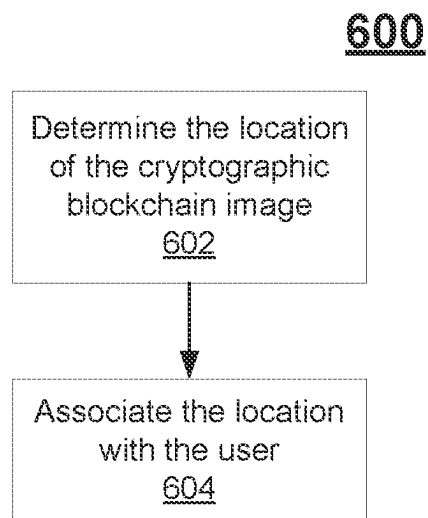 600
Determine the location
of the cryptographic
blockchain image
602
Associate the location
with the user
604